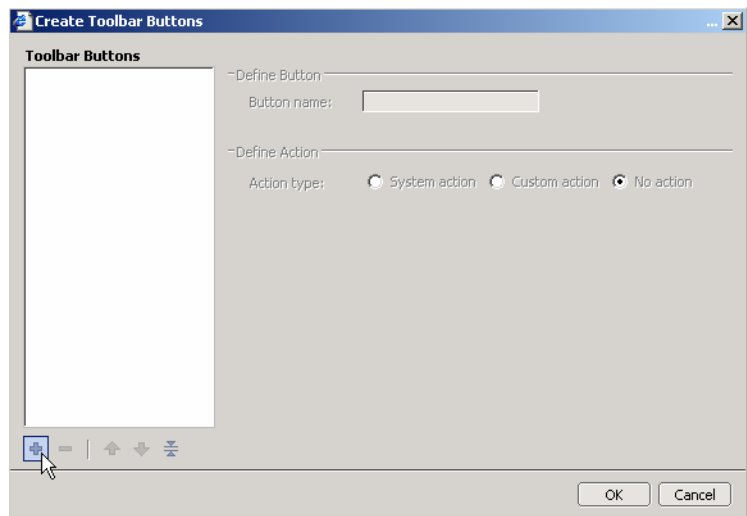 Create Toolbar Buttons ...
Toolbar Buttons
Define Button
Button name:
Define Action
Action type: System action Custom action No action
OK Cancel